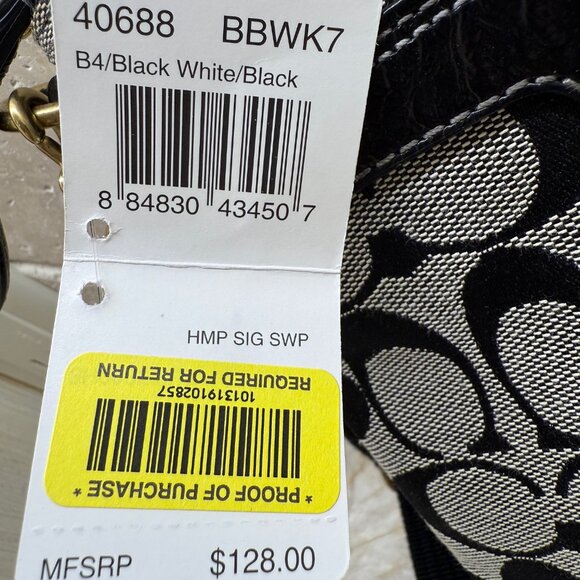 40688 BBWK7
B4/Black White/Black
8 84830 43450 7
HMP SIG SWP
* PROOF OF PURCHASE *
101319102857
REQUIRED FOR RETURN
MFSRP $128.00